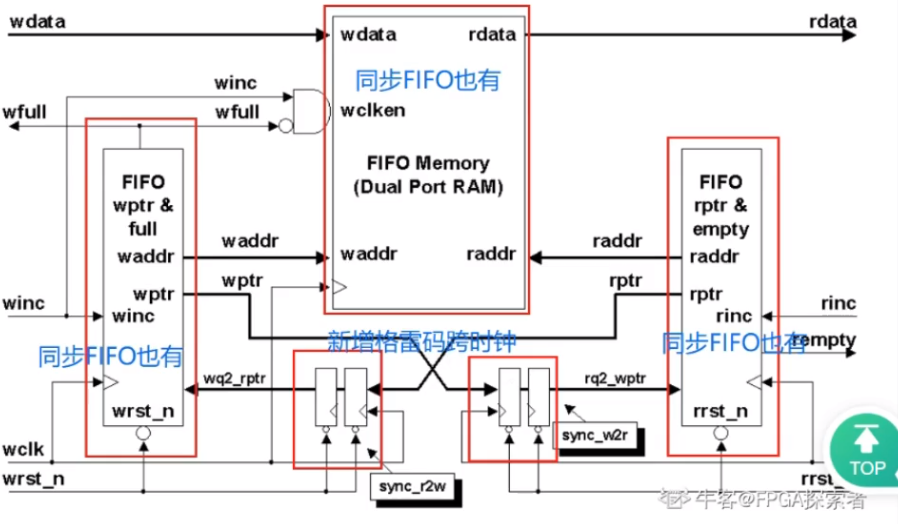 wdata
rdata
wdata rdata
同步FIFO也有
winc
wfull
wfull
wclken
FIFO Memory
(Dual Port RAM)
FIFO
wptr &
full
FIFO
rptr &
empty
waddr
waddr
waddr
raddr
raddr
raddr
wptr
wptr
rptr
rptr
winc
winc
rinc
rinc
新增格雷码跨时钟
同步FIFO也有
同步FIFO也有
rempty
wq2_rptr
rq2_wptr
wrst_n
rrst_n
sync_w2r
wclk
TOP
wrst_n
sync_r2w
牛客@FPGA探索者